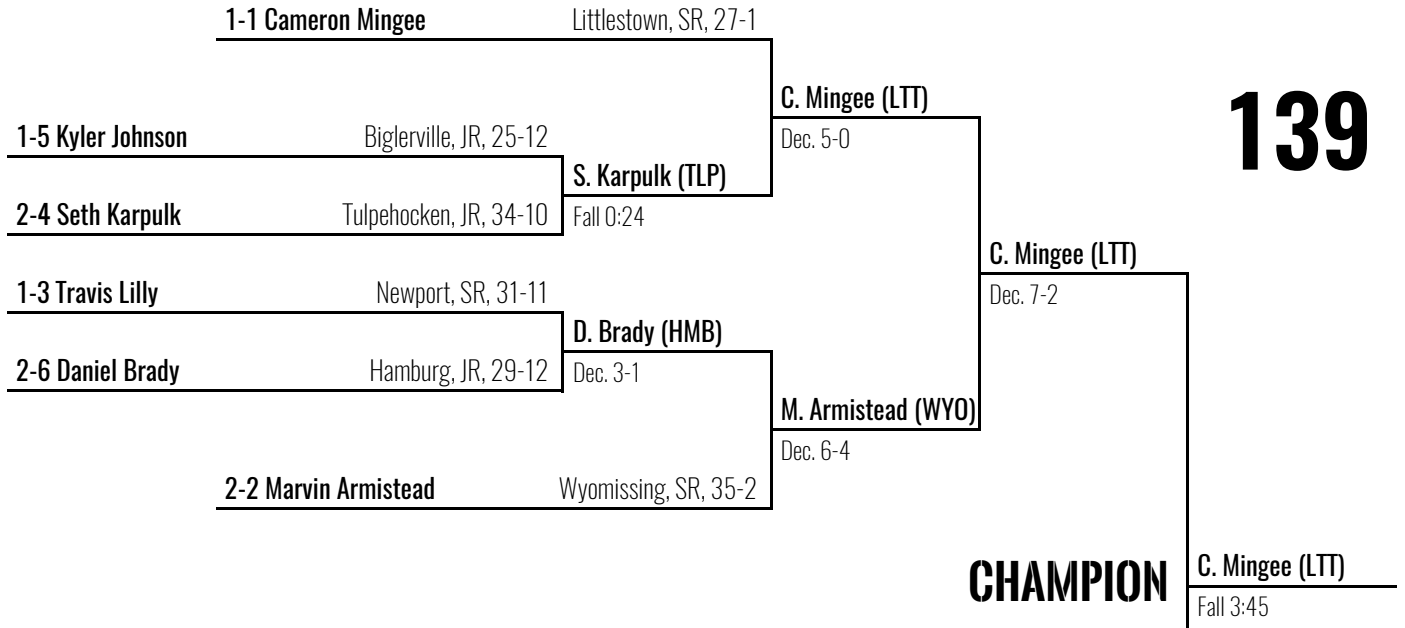 1-1 Cameron Mingee Littlestown, SR, 27-1
C. Mingee (LTT)
139
1-5 Kyler Johnson Biglerville, JR, 25-12
Dec. 5-0
S. Karpulk (TLP)
2-4 Seth Karpulk Tulpehocken, JR, 34-10
Fall 0:24
C. Mingee (LTT)
1-3 Travis Lilly Newport, SR, 31-11
Dec. 7-2
D. Brady (HMB)
2-6 Daniel Brady Hamburg, JR, 29-12
Dec. 3-1
M. Armistead (WYO)
Dec. 6-4
2-2 Marvin Armistead Wyomissing, SR, 35-2
CHAMPION
C. Mingee (LTT)
Fall 3:45